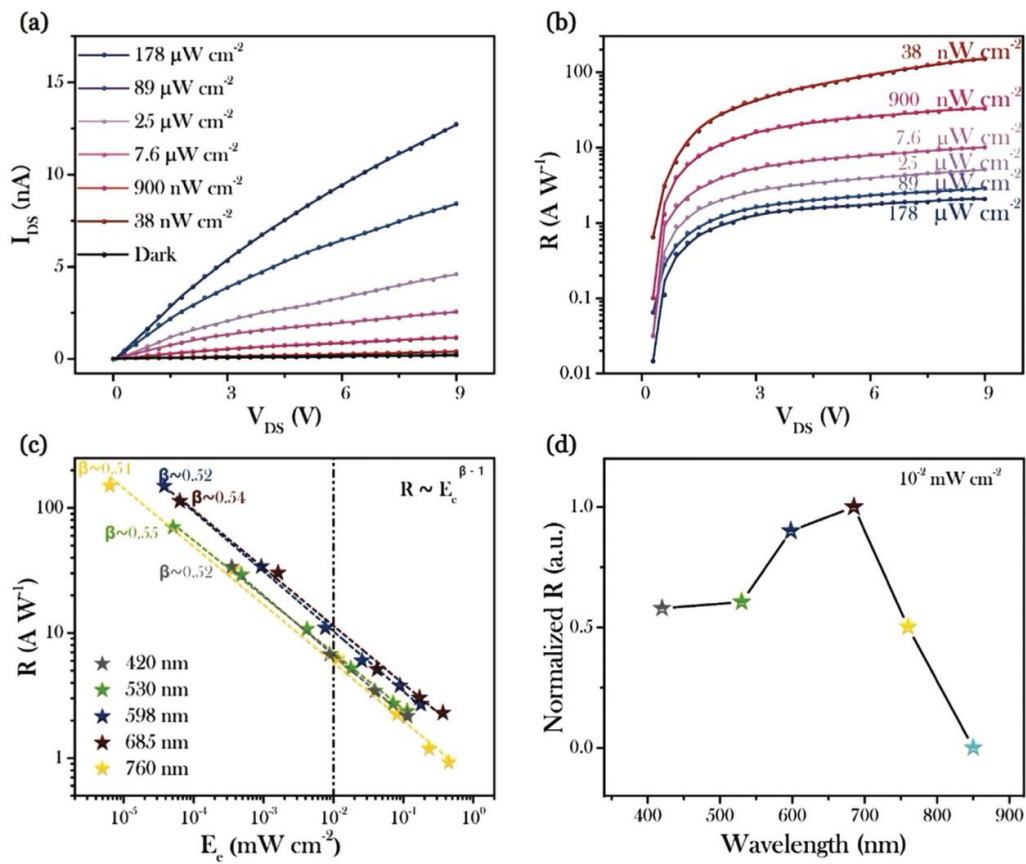 (a)
178 µW cm⁻²
89 µW cm⁻²
25 µW cm⁻²
7.6 µW cm⁻²
900 nW cm⁻²
38 nW cm⁻²
Dark
15
10
5
0
I_DS (nA)
0 3 6 9
V_DS (V)
(b)
38 nW cm⁻²
900 nW cm⁻²
7.6 µW cm⁻²
25 µW cm⁻²
89 µW cm⁻²
178 µW cm⁻²
100
10
1
0.1
0.01
R (A W⁻¹)
0 3 6 9
V_DS (V)
(c)
β~0.54
β~0.52
β~0.54
β~0.55
β~0.52
R ~ E_e^β - 1
100
10
1
R (A W⁻¹)
420 nm
530 nm
598 nm
685 nm
760 nm
10⁻⁵ 10⁻⁴ 10⁻³ 10⁻² 10⁻¹ 10⁰
E_e (mW cm⁻²)
(d)
10⁻² mW cm⁻²
1.0
0.5
0.0
Normalized R (a.u.)
400 500 600 700 800 900
Wavelength (nm)